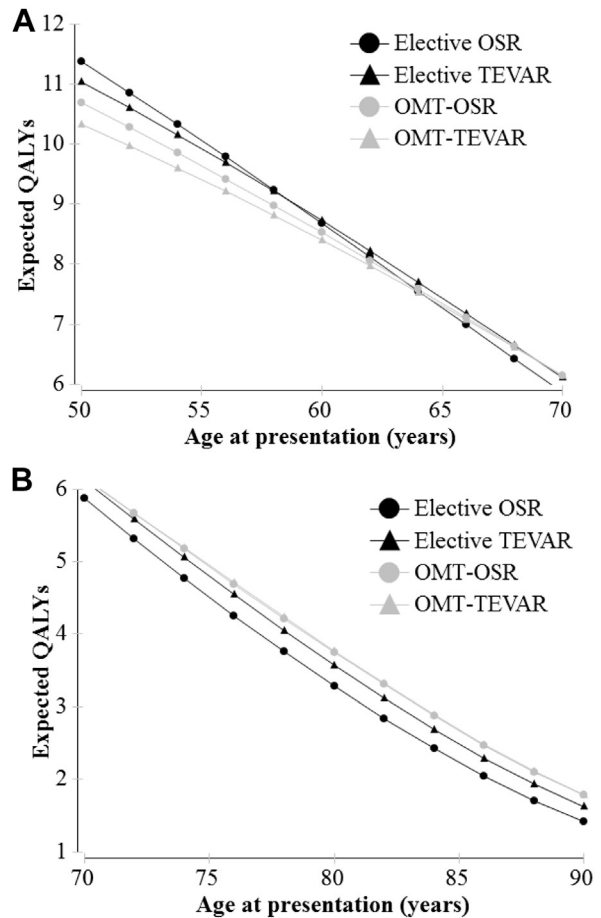 A
12
11
10
9
8
7
6
Expected QALYs
Elective OSR
Elective TEVAR
OMT-OSR
OMT-TEVAR
50 55 60 65 70
Age at presentation (years)
B
6
5
4
3
2
1
Expected QALYs
Elective OSR
Elective TEVAR
OMT-OSR
OMT-TEVAR
70 75 80 85 90
Age at presentation (years)